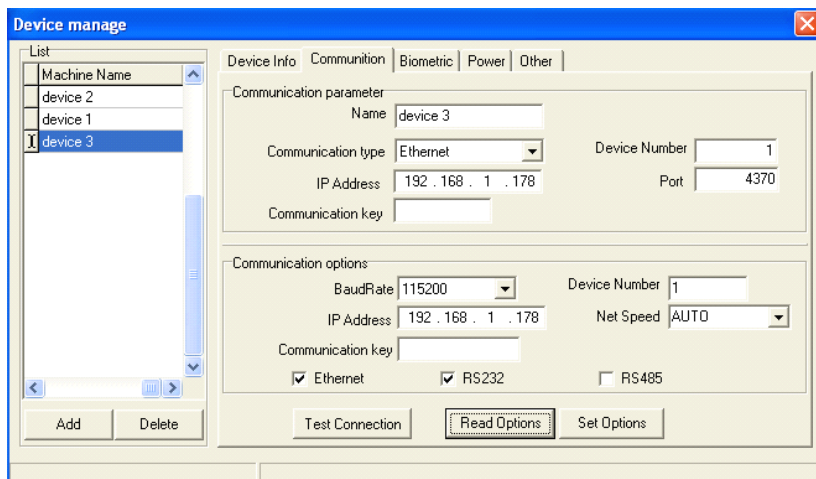 Device manage
List
Machine Name
device 2
device 1
device 3
Add Delete
Device Info Communition Biometric Power Other
Communication parameter
Name device 3
Communication type Ethernet Device Number 1
IP Address 192 . 168 . 1 . 178 Port 4370
Communication key
Communication options
BaudRate 115200 Device Number 1
IP Address 192 . 168 . 1 . 178 Net Speed AUTO
Communication key
Ethernet RS232 RS485
Test Connection Read Options Set Options